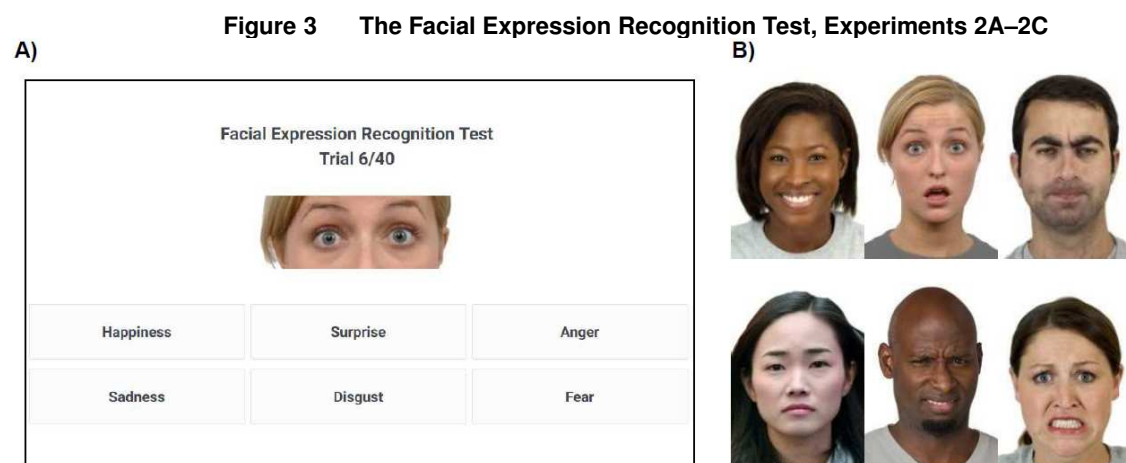 Figure 3 The Facial Expression Recognition Test, Experiments 2A–2C
A)
B)
Facial Expression Recognition Test
Trial 6/40
Happiness Surprise Anger
Sadness Disgust Fear